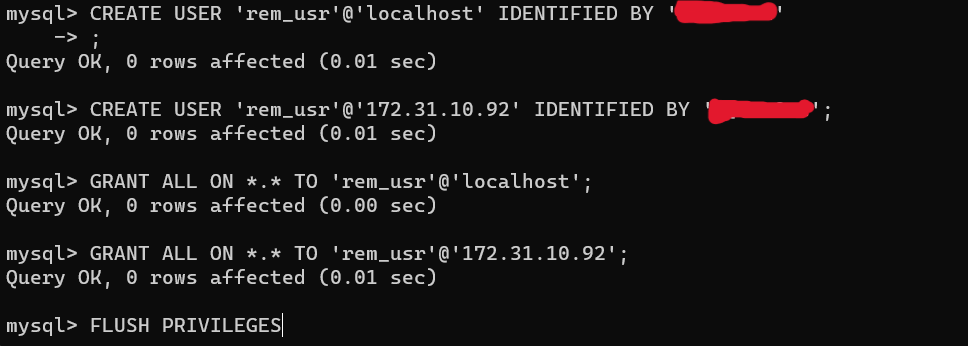 mysql> CREATE USER 'rem_usr'@'localhost' IDENTIFIED BY '
    -> ;
Query OK, 0 rows affected (0.01 sec)
mysql> CREATE USER 'rem_usr'@'172.31.10.92' IDENTIFIED BY '';
Query OK, 0 rows affected (0.01 sec)
mysql> GRANT ALL ON *.* TO 'rem_usr'@'localhost';
Query OK, 0 rows affected (0.00 sec)
mysql> GRANT ALL ON *.* TO 'rem_usr'@'172.31.10.92';
Query OK, 0 rows affected (0.01 sec)
mysql> FLUSH PRIVILEGES